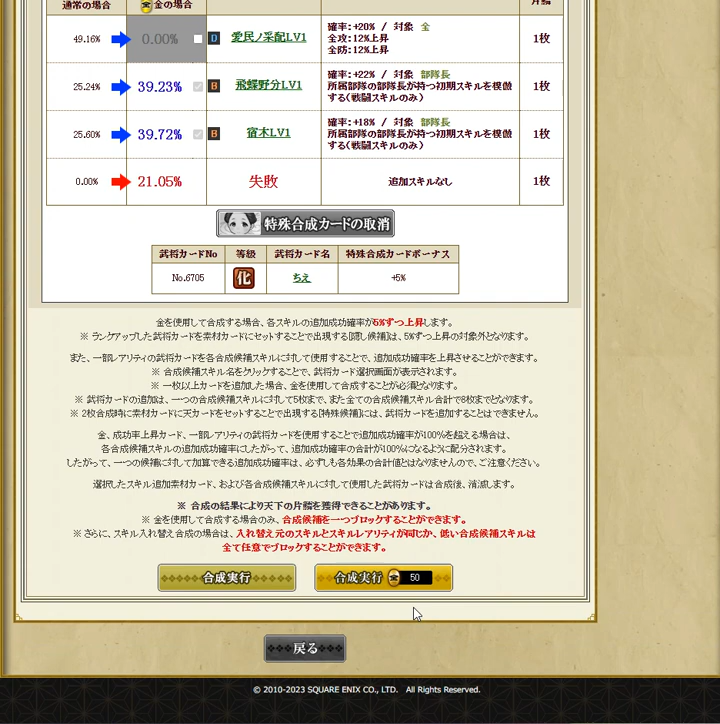 通常の場合 金の場合 片鱗
49.16% 0.00% D 愛民ノ采配LV1 確率:+20% / 対象 全
全攻:12%上昇
全防:12%上昇
1枚
25.24% 39.23% B 飛蝶野分LV1 確率:+22% / 対象 部隊長
所属部隊の部隊長が持つ初期スキルを模倣
する(戦闘スキルのみ)
1枚
25.60% 39.72% B 宿木LV1 確率:+18% / 対象 部隊長
所属部隊の部隊長が持つ初期スキルを模倣
する(戦闘スキルのみ)
1枚
0.00% 21.05% 失敗 追加スキルなし 1枚
特殊合成カードの取消
武将カードNo 等級 武将カード名 特殊合成カードボーナス
No.6705 化 ちえ +5%
金を使用して合成する場合、各スキルの追加成功確率が5%ずつ上昇します。
※ ランクアップした武将カードを素材カードにセットすることで出現する[隠し候補]は、5%ずつ上昇の対象外となります。
また、一部レアリティの武将カードを各合成候補スキルに対して使用することで、追加成功確率を上昇させることができます。
※ 合成候補スキル名をクリックすることで、武将カード選択画面が表示されます。
※ 一枚以上カードを追加した場合、金を使用して合成することが必須となります。
※ 武将カードの追加は、一つの合成候補スキルに対して5枚まで、また全ての合成候補スキル合計で8枚までとなります。
※ 2枚合成時に素材カードに天カードをセットすることで出現する[特殊候補]には、武将カードを追加することはできません。
金、成功率上昇カード、一部レアリティの武将カードを使用することで追加成功確率が100%を超える場合は、
各合成候補スキルの追加成功確率にしたがって、追加成功確率の合計が100%になるように配分されます。
したがって、一つの候補に対して加算できる追加成功確率は、必ずしも各効果の合計値とはなりませんので、ご注意ください。
選択したスキル追加素材カード、および各合成候補スキルに対して使用した武将カードは合成後、消滅します。
※ 合成の結果により天下の片鱗を獲得できることがあります。
※ 金を使用して合成する場合のみ、合成候補を一つブロックすることができます。
※ さらに、スキル入れ替え合成の場合は、入れ替え元のスキルとスキルレアリティが同じか、低い合成候補スキルは
全て任意でブロックすることができます。
合成実行 合成実行 50
戻る
© 2010-2023 SQUARE ENIX CO., LTD. All Rights Reserved.